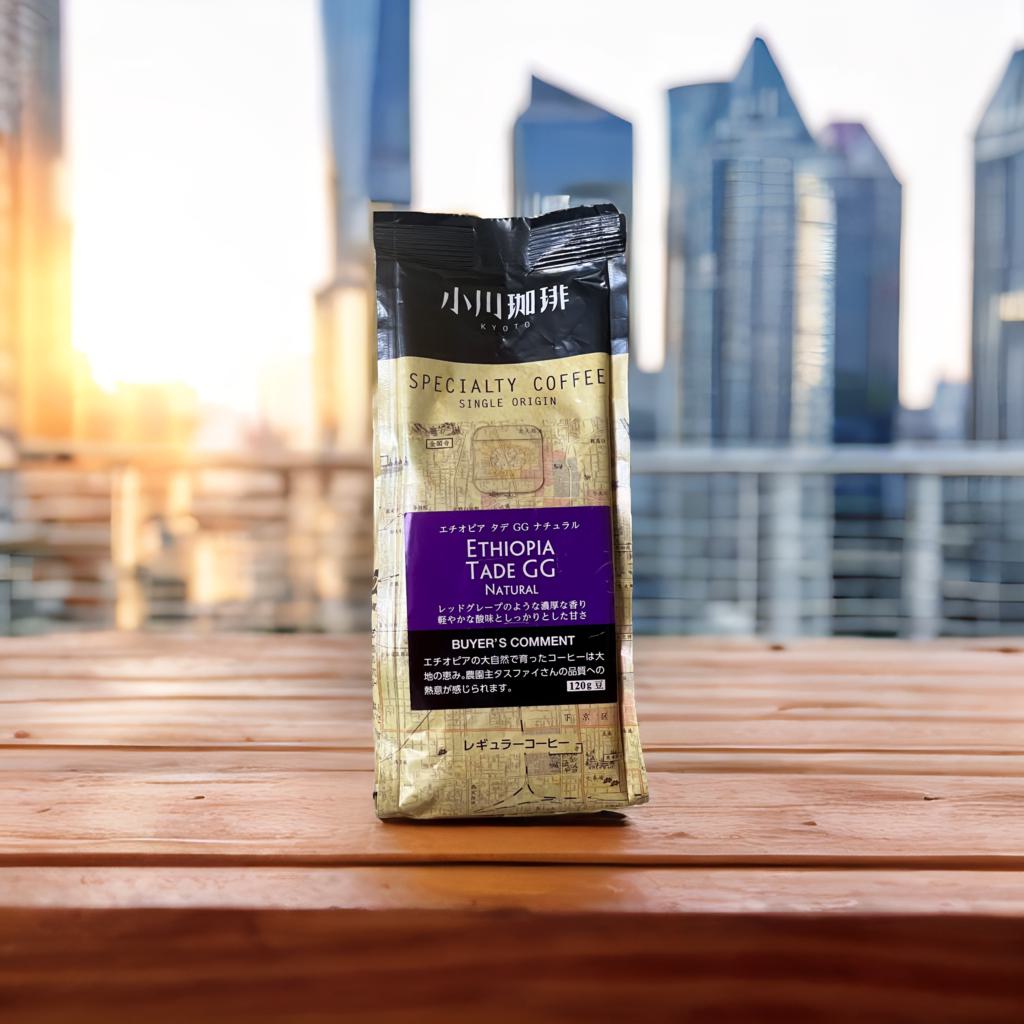 小川珈琲
KYOTO
SPECIALTY COFFEE
SINGLE ORIGIN
金閣寺
エチオピア タデ GG ナチュラル
ETHIOPIA
TADE GG
NATURAL
レッドグレープのような濃厚な香り
軽やかな酸味としっかりとした甘さ
BUYER'S COMMENT
エチオピアの大自然で育ったコーヒーは大
地の恵み。農園主タスファイさんの品質への
熱意が感じられます。
120g 豆
下京区
レギュラーコーヒー